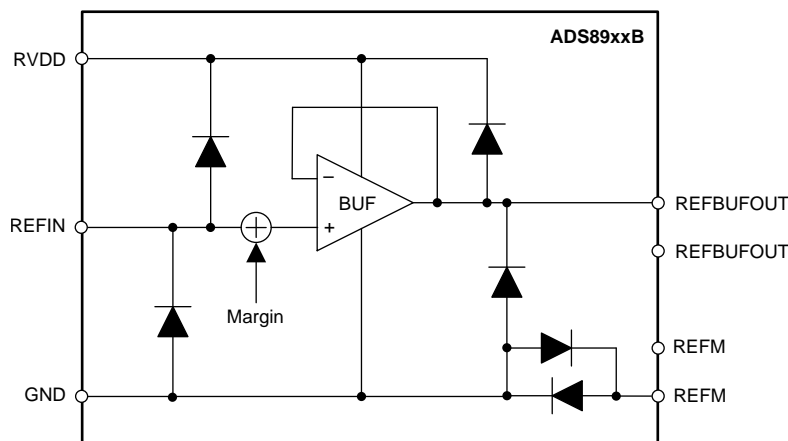 ADS89xxB
RVDD
−
BUF
+
REFIN
+
Margin
GND
REFBUFOUT
REFBUFOUT
REFM
REFM